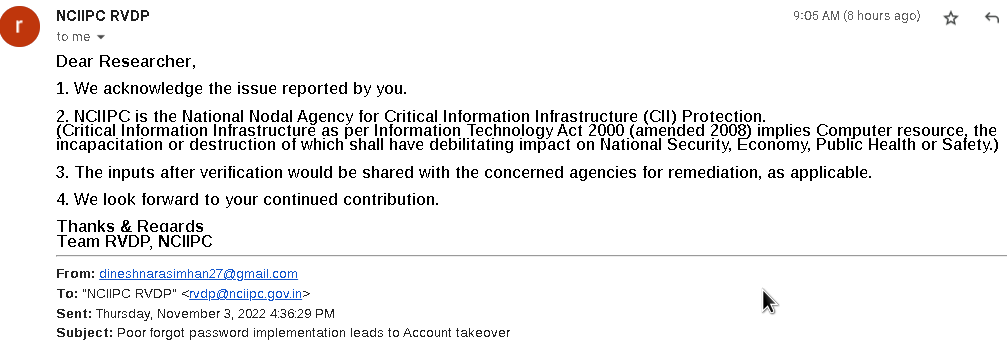 r
NCIIPC RVDP
9:05 AM (8 hours ago)
to me
Dear Researcher,
1. We acknowledge the issue reported by you.
2. NCIIPC is the National Nodal Agency for Critical Information Infrastructure (CII) Protection.
(Critical Information Infrastructure as per Information Technology Act 2000 (amended 2008) implies Computer resource, the
incapacitation or destruction of which shall have debilitating impact on National Security, Economy, Public Health or Safety.)
3. The inputs after verification would be shared with the concerned agencies for remediation, as applicable.
4. We look forward to your continued contribution.
Thanks & Regards
Team RVDP, NCIIPC
From: dineshnarasimhan27@gmail.com
To: "NCIIPC RVDP" <rvdp@nciipc.gov.in>
Sent: Thursday, November 3, 2022 4:36:29 PM
Subject: Poor forgot password implementation leads to Account takeover